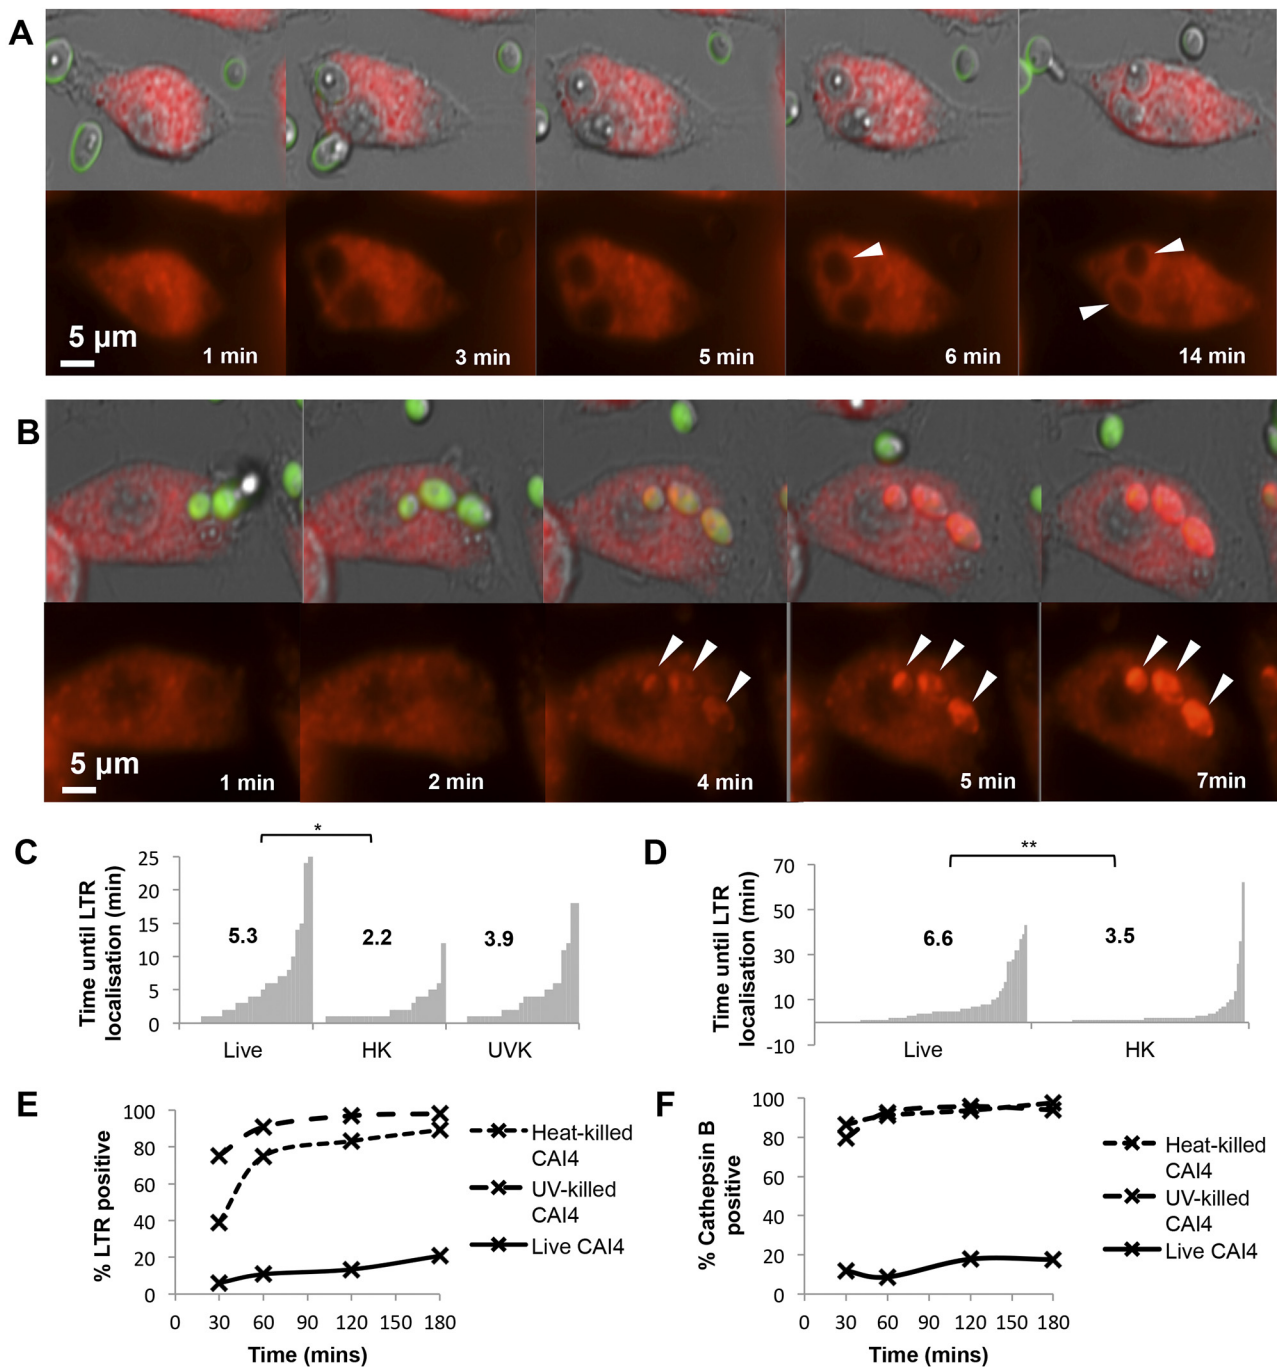 A
5 µm
1 min
3 min
5 min
6 min
14 min
B
5 µm
1 min
2 min
4 min
5 min
7min
C
*
Time until LTR
localisation (min)
25
20
15
10
5
0
5.3
2.2
3.9
Live
HK
UVK
D
**
Time until LTR
localisation (min)
70
50
30
10
-10
6.6
3.5
Live
HK
E
% LTR positive
100
80
60
40
20
0
0
30
60
90
120
150
180
Time (mins)
Heat-killed
CAI4
UV-killed
CAI4
Live CAI4
F
% Cathepsin B
positive
100
80
60
40
20
0
0
30
60
90
120
150
180
Time (mins)
Heat-killed
CAI4
UV-killed
CAI4
Live CAI4